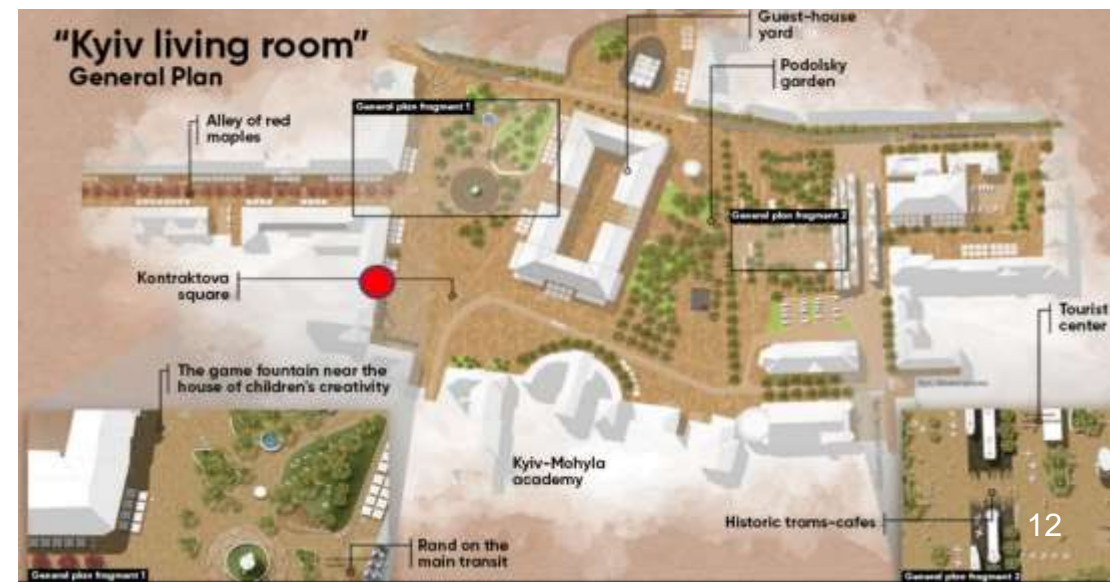 “Kyiv living room”
General Plan
Guest-house
yard
Podolsky
garden
General plan fragment 1
Alley of red
maples
General plan fragment 2
Kontraktova
square
Tourist
center
The game fountain near the
house of children's creativity
Kyiv-Mohyla
academy
Historic trams-cafes
12
Rand on the
main transit
General plan fragment 1
General plan fragment 2